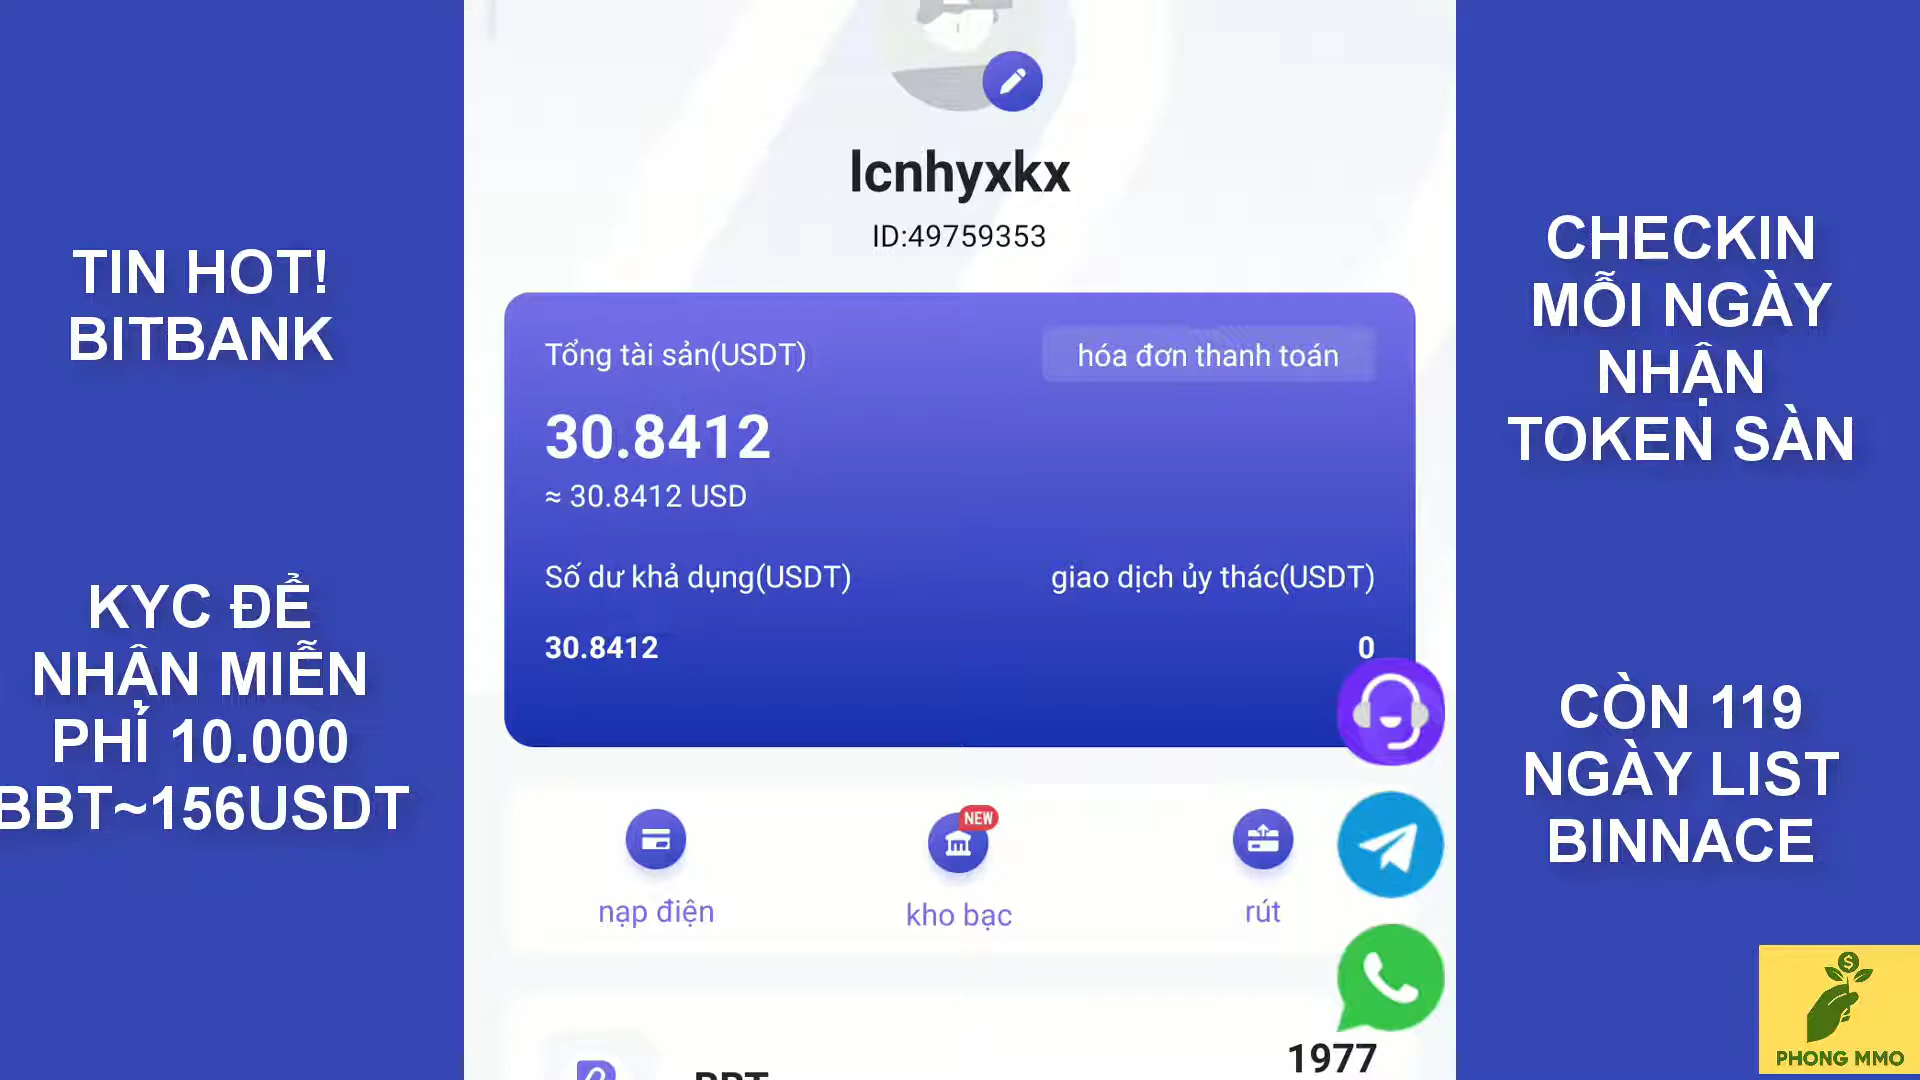 TIN HOT!
BITBANK
KYC ĐỂ
NHẬN MIỄN
PHÍ 10.000
BBT~156USDT
lcnhyxkx
ID:49759353
Tổng tài sản(USDT)
hóa đơn thanh toán
30.8412
≈ 30.8412 USD
Số dư khả dụng(USDT)
giao dịch ủy thác(USDT)
30.8412
0
NEW
nạp điện
kho bạc
rút
1977
BBT
CHECKIN
MỖI NGÀY
NHẬN
TOKEN SÀN
CÒN 119
NGÀY LIST
BINNACE
PHONG MMO